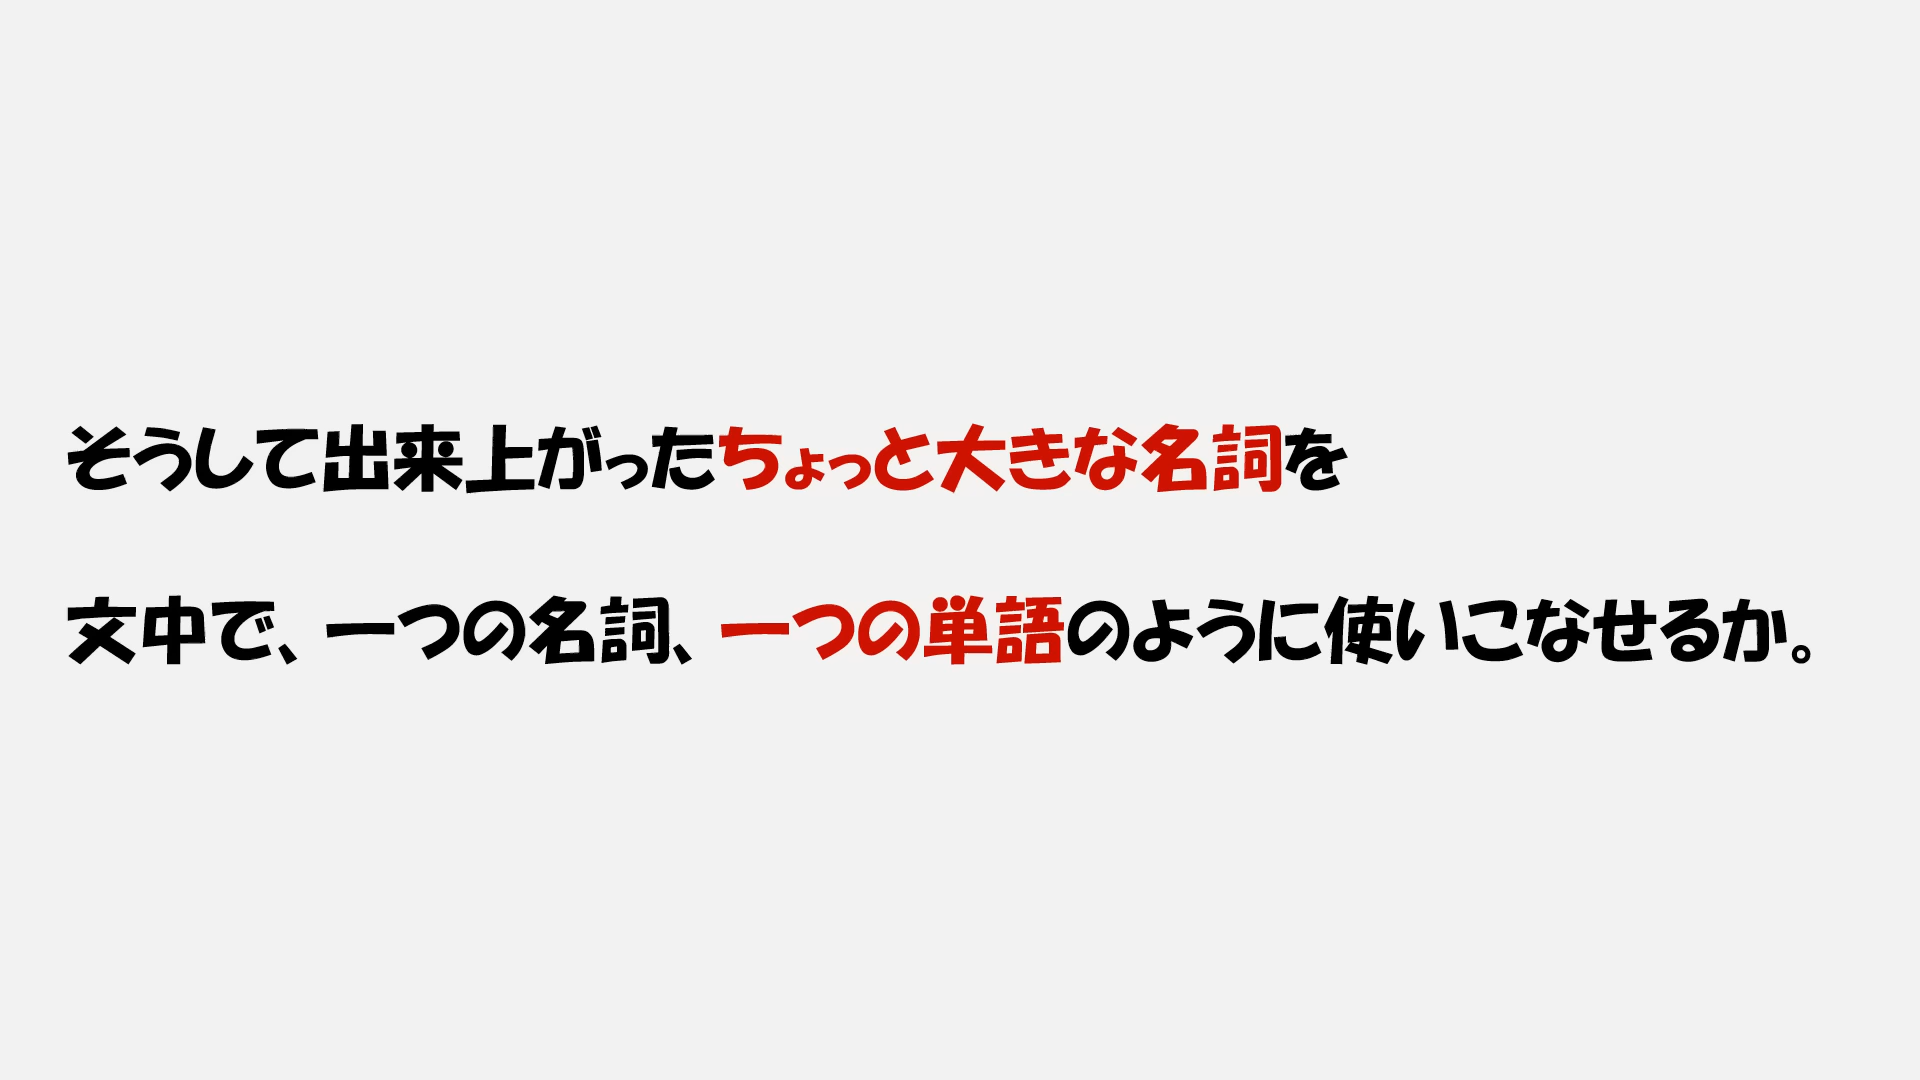 そうして出来上がったちょっと大きな名詞を
文中で、一つの名詞、一つの単語のように使いこなせるか。